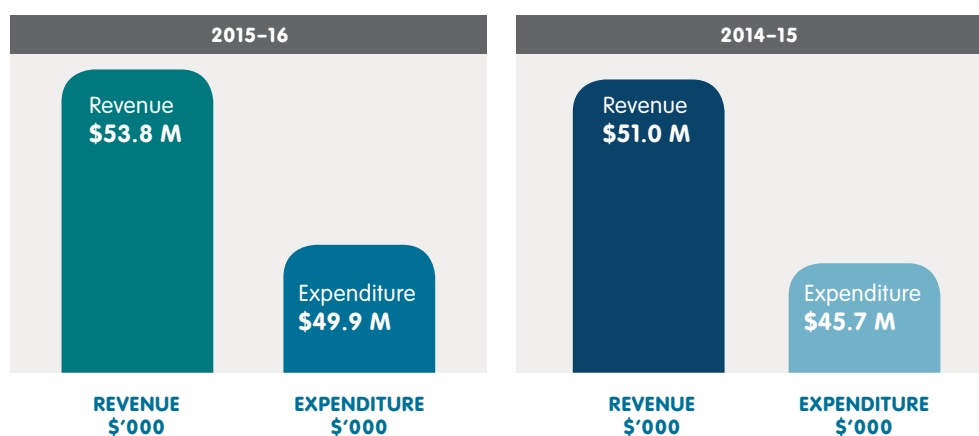 2015–16
Revenue
$53.8 M
Expenditure
$49.9 M
REVENUE
$'000
EXPENDITURE
$'000
2014–15
Revenue
$51.0 M
Expenditure
$45.7 M
REVENUE
$'000
EXPENDITURE
$'000